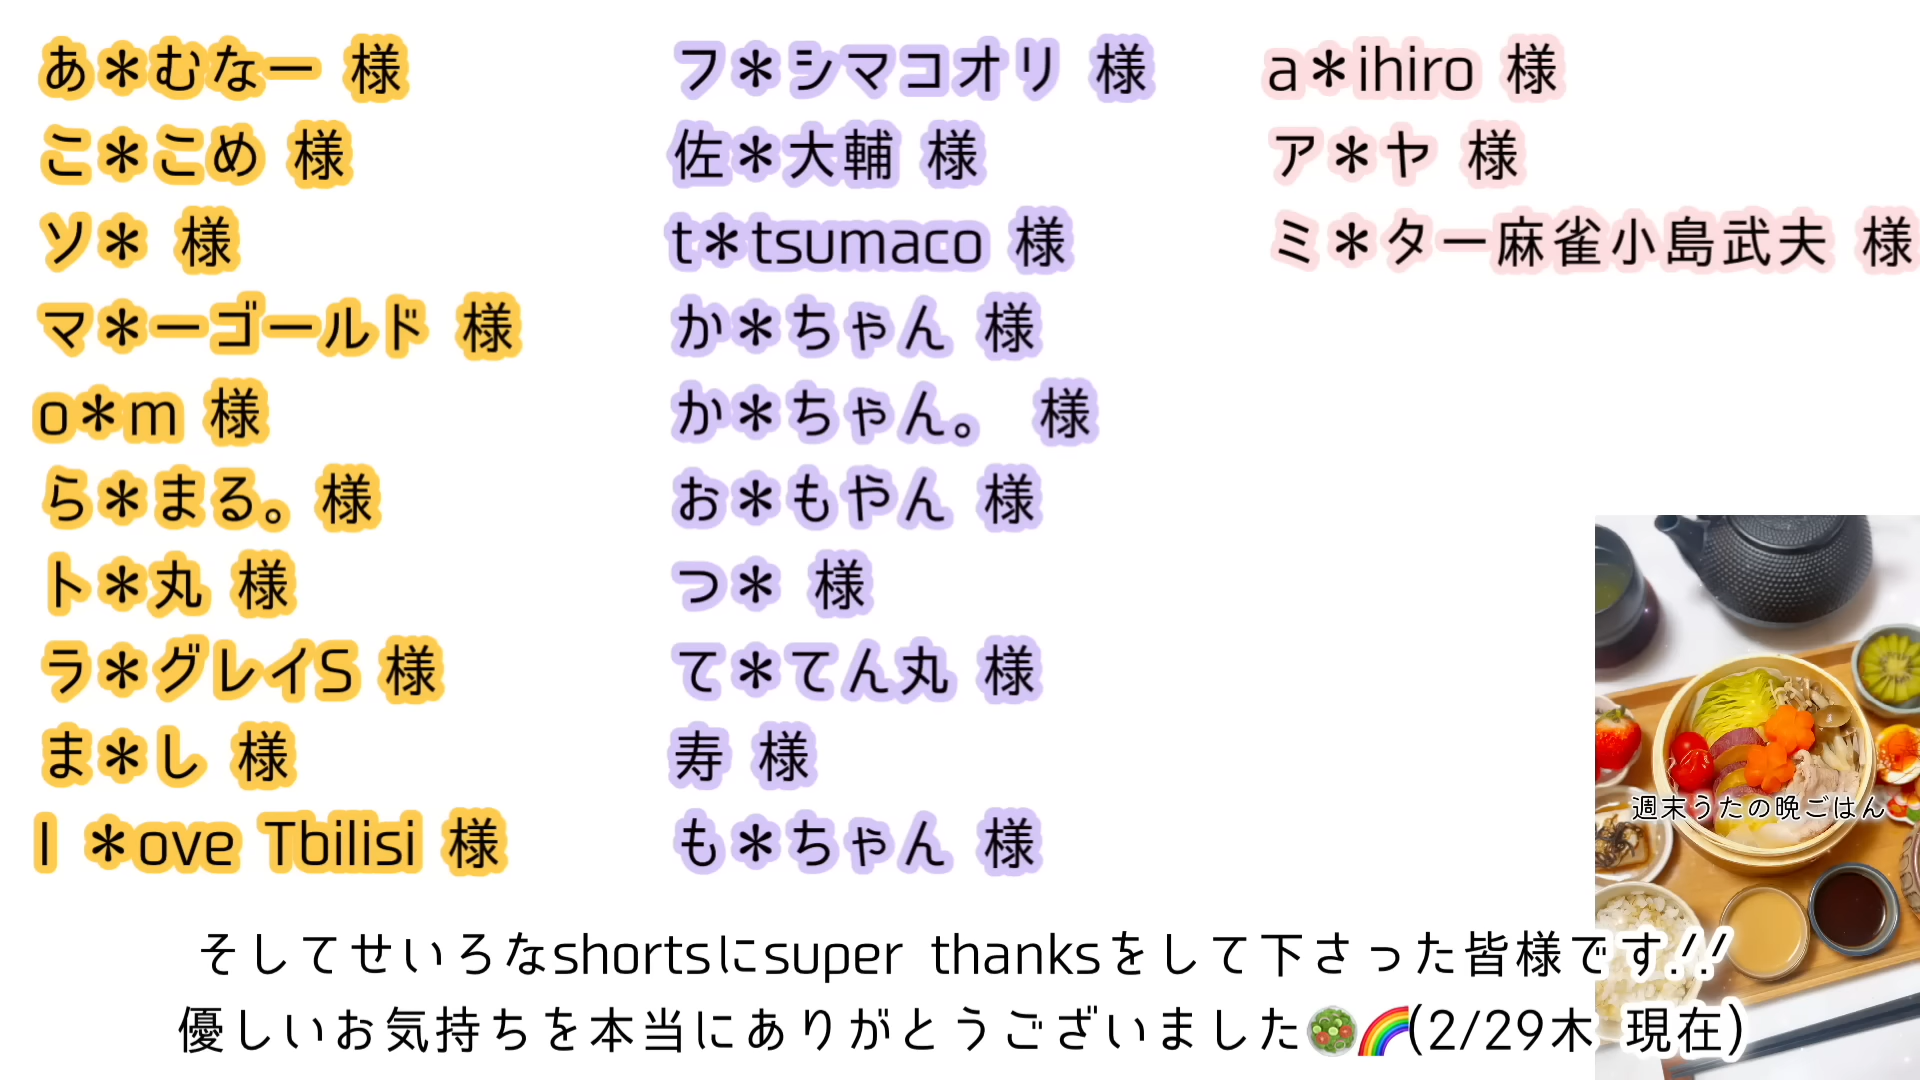 あ＊むなー 様
こ＊こめ 様
ソ＊ 様
マ＊ーゴールド 様
o＊m 様
ら＊まる。様
ト＊丸 様
ラ＊グレイS 様
ま＊し 様
I ＊ove Tbilisi 様
フ＊シマコオリ 様
佐＊大輔 様
t＊tsumaco 様
か＊ちゃん 様
か＊ちゃん。 様
お＊もやん 様
つ＊ 様
て＊てん丸 様
寿 様
も＊ちゃん 様
a＊ihiro 様
ア＊ヤ 様
ミ＊ター麻雀小島武夫 様
週末うたの晩ごはん
そしてせいろなshortsにsuper thanksをして下さった皆様です!!
優しいお気持ちを本当にありがとうございました🥗🌈(2/29木 現在)